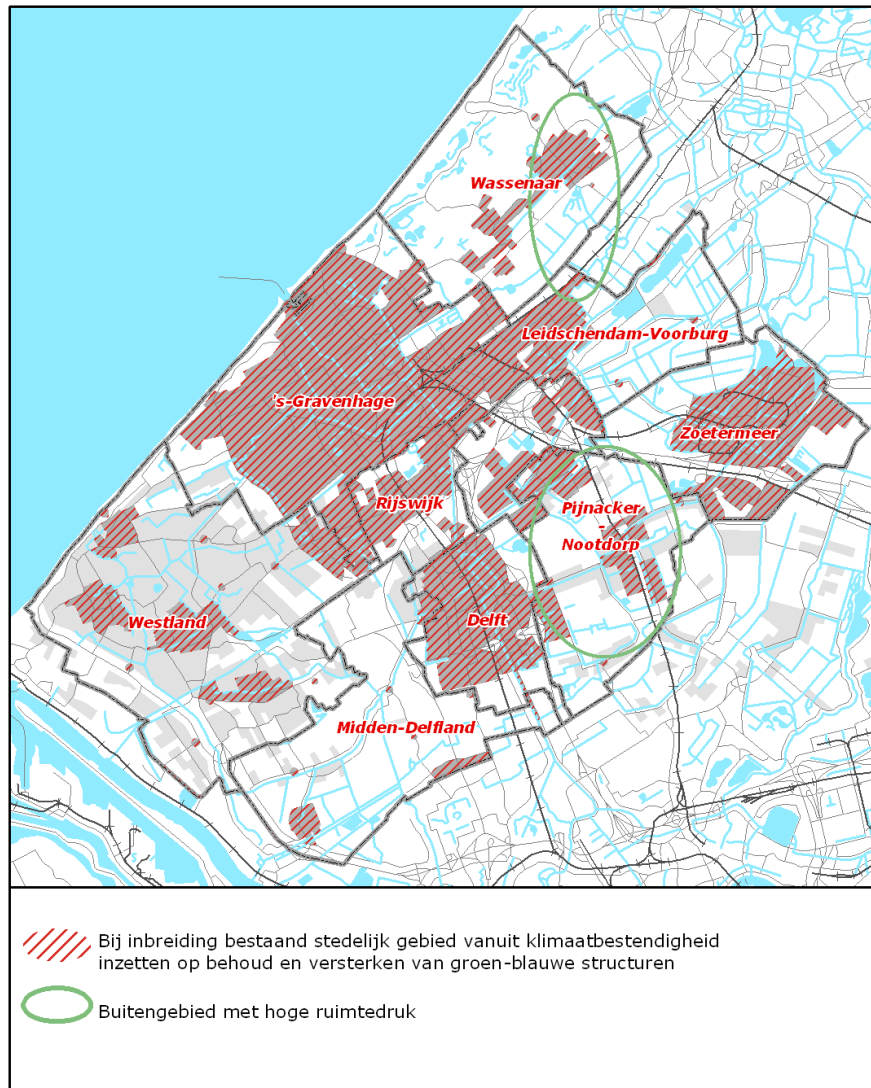 Wassenaar
Leidschendam-Voorburg
's-Gravenhage
Zoetermeer
Rijswijk
Pijnacker
-
Nootdorp
Westland
Delft
Midden-Delfland
Bij inbreiding bestaand stedelijk gebied vanuit klimaatbestendigheid
inzetten op behoud en versterken van groen-blauwe structuren
Buitengebied met hoge ruimtedruk